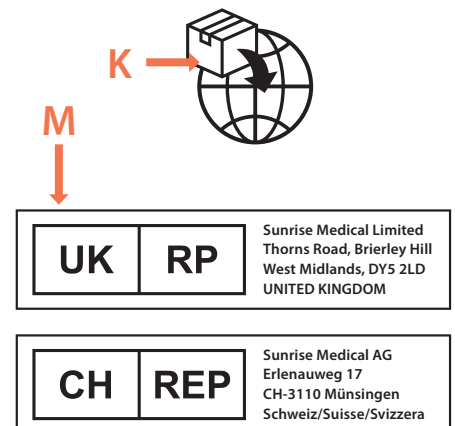 K
M
UK RP
Sunrise Medical Limited
Thorns Road, Brierley Hill
West Midlands, DY5 2LD
UNITED KINGDOM
CH REP
Sunrise Medical AG
Erlenauweg 17
CH-3110 Münsingen
Schweiz/Suisse/Svizzera